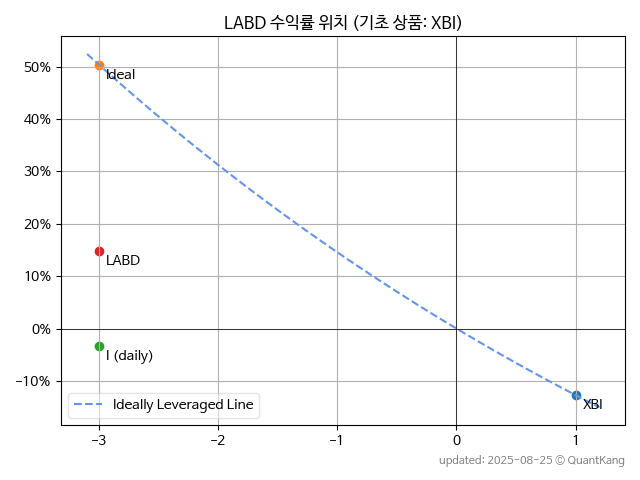 LABD 수익률 위치 (기초 상품: XBI)
50%
40%
30%
20%
10%
0%
−10%
Ideal
LABD
I (daily)
XBI
Ideally Leveraged Line
−3
−2
−1
0
1
updated: 2025-08-25 © QuantKang